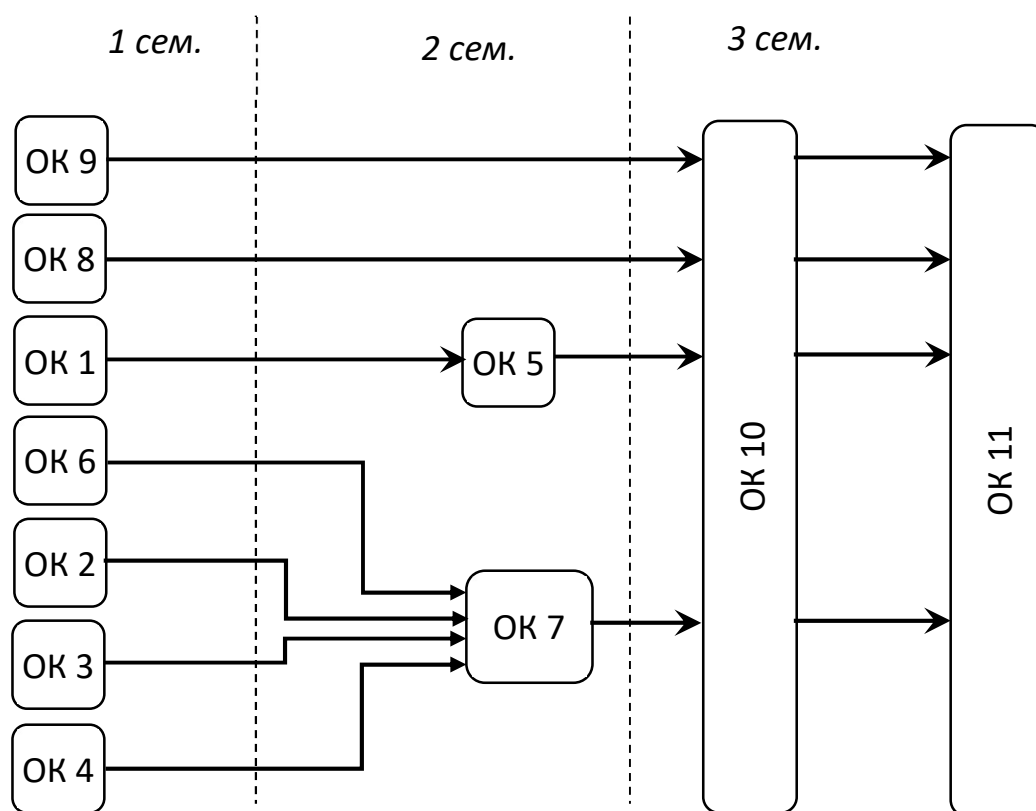 1 сем.
2 сем.
3 сем.
ОК 9
ОК 8
ОК 1
ОК 5
ОК 6
ОК 2
ОК 7
ОК 3
ОК 4
ОК 10
ОК 11